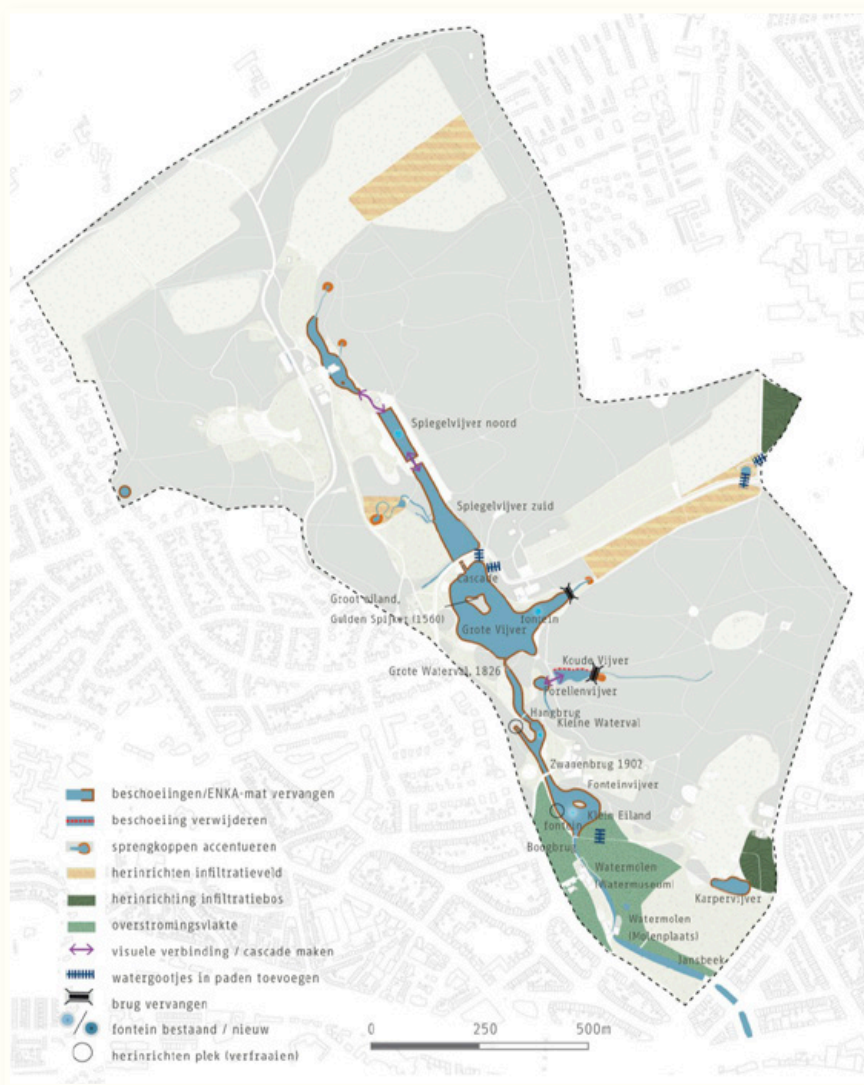 Spiegelvijver noord
Spiegelvijver zuid
Cascade
Groot eiland,
Gulden Spijker (1560)
fontein
Grote Vijver
Grote Waterval, 1826
Koude Vijver
Forellenvijver
Hangbrug
Kleine Waterval
Zwanenbrug 1902
Fonteinvijver
Klein Eiland
fontein
Boogbrug
Watermolen
(Watermuseum)
Karpervijver
Watermolen
(Molenplaats)
Jansbeek
beschoeiingen/ENKA-mat vervangen
beschoeiing verwijderen
sprengkoppen accentueren
herinrichten infiltratieveld
herinrichting infiltratiebos
overstromingsvlakte
visuele verbinding / cascade maken
watergootjes in paden toevoegen
brug vervangen
fontein bestaand / nieuw
herinrichten plek (verfraaien)
0 250 500m